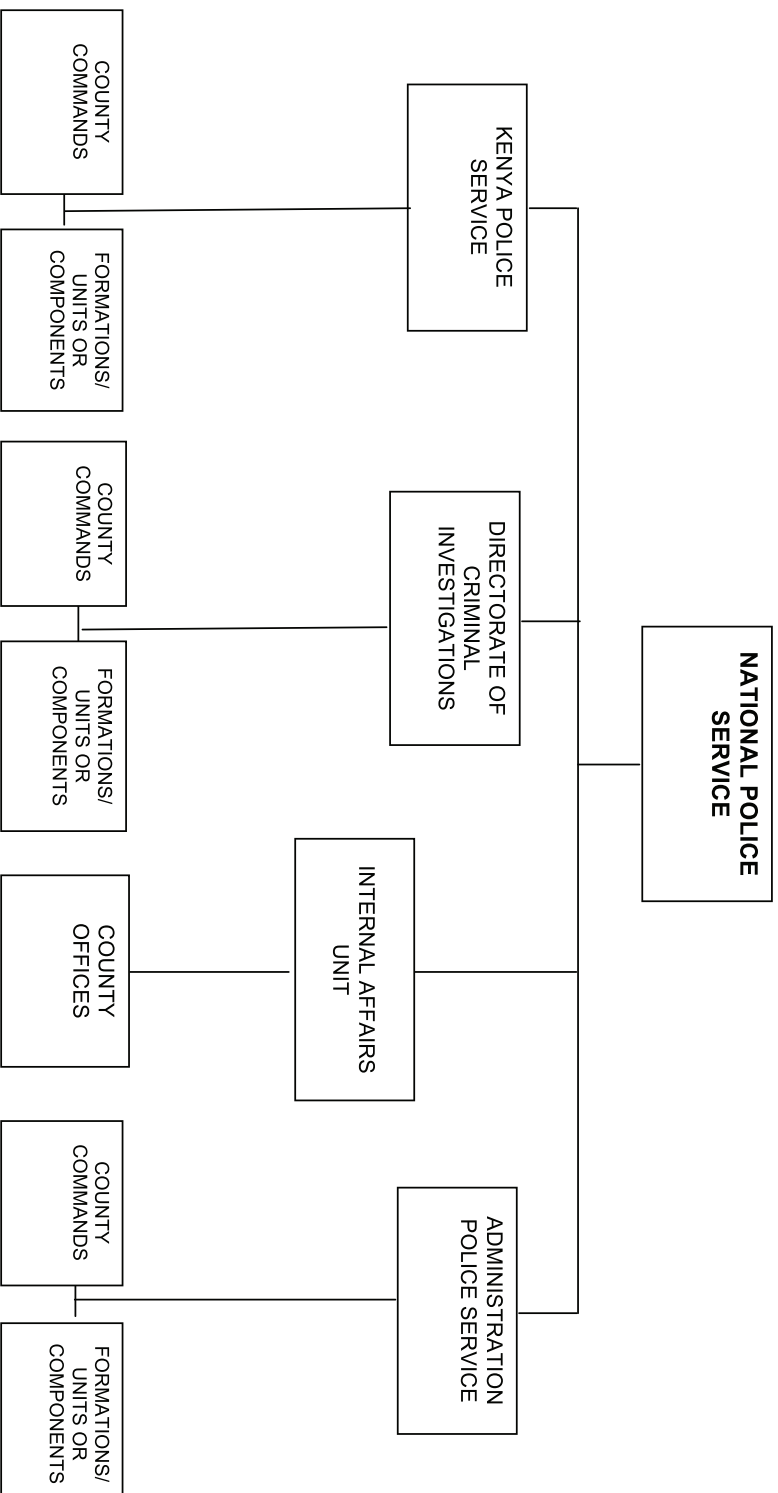 NATIONAL POLICE
SERVICE
KENYA POLICE
SERVICE
DIRECTORATE OF
CRIMINAL
INVESTIGATIONS
INTERNAL AFFAIRS
UNIT
ADMINISTRATION
POLICE SERVICE
COUNTY
COMMANDS
FORMATIONS/
UNITS OR
COMPONENTS
COUNTY
COMMANDS
FORMATIONS/
UNITS OR
COMPONENTS
COUNTY
OFFICES
COUNTY
COMMANDS
FORMATIONS/
UNITS OR
COMPONENTS